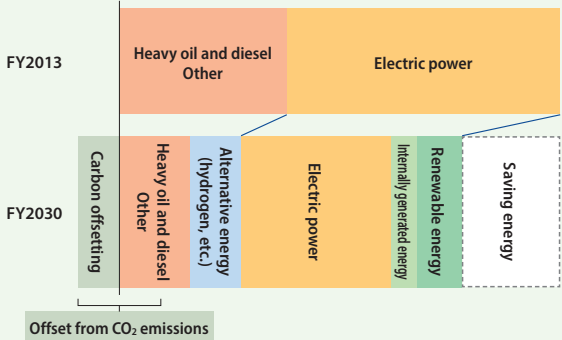 FY2013
Heavy oil and diesel
Other
Electric power
FY2030
Carbon offsetting
Heavy oil and diesel
Other
Alternative energy
(hydrogen, etc.)
Electric power
Internally generated energy
Renewable energy
Saving energy
Offset from CO₂ emissions